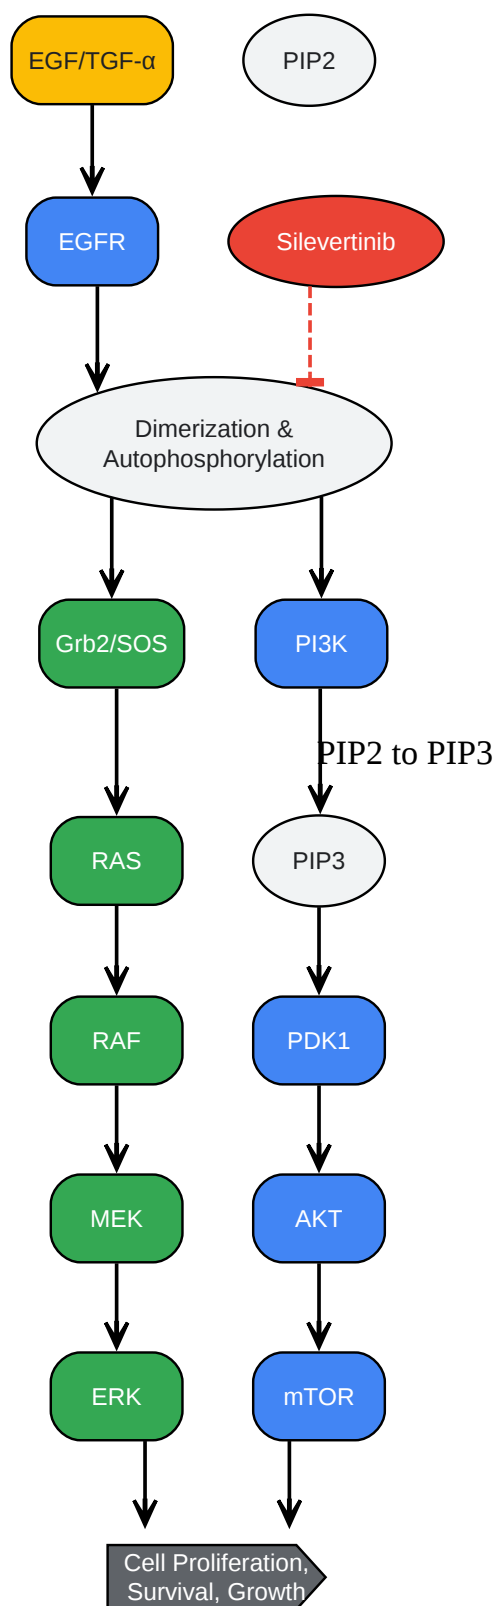 EGF/TGF-α
PIP2
EGFR
Silevertinib
Dimerization &
Autophosphorylation
Grb2/SOS
PI3K
PIP2 to PIP3
RAS
PIP3
RAF
PDK1
MEK
AKT
ERK
mTOR
Cell Proliferation,
Survival, Growth